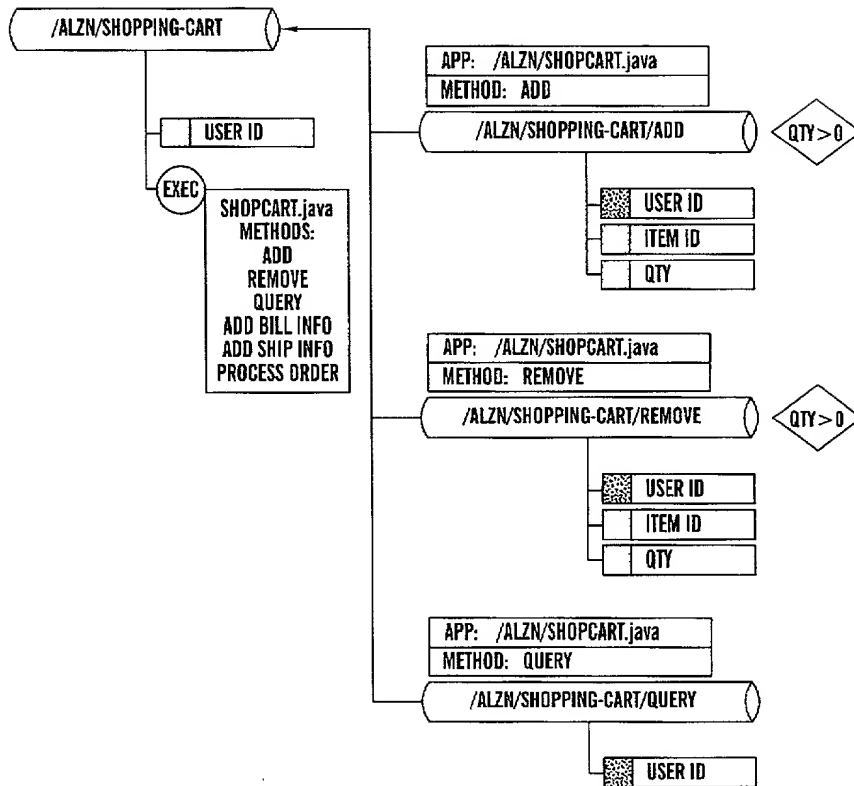 /ALZN/SHOPPING-CART
USER ID
EXEC
SHOPCART.java
METHODS:
ADD
REMOVE
QUERY
ADD BILL INFO
ADD SHIP INFO
PROCESS ORDER
APP: /ALZN/SHOPCART.java
METHOD: ADD
/ALZN/SHOPPING-CART/ADD
QTY>0
USER ID
ITEM ID
QTY
APP: /ALZN/SHOPCART.java
METHOD: REMOVE
/ALZN/SHOPPING-CART/REMOVE
QTY>0
USER ID
ITEM ID
QTY
APP: /ALZN/SHOPCART.java
METHOD: QUERY
/ALZN/SHOPPING-CART/QUERY
USER ID